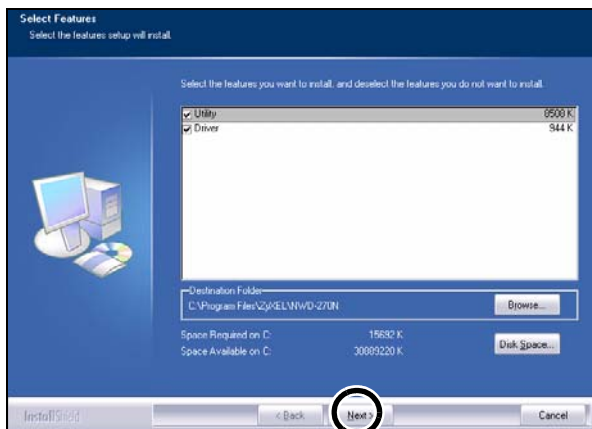 Select Features
Select the features setup will install.
Select the features you want to install, and deselect the features you do not want to install.
Utility 6508 K
Driver 944 K
Destination Folder
C:\Program Files\ZyXEL\NWD-270N
Browse...
Space Required on C: 15692 K
Space Available on C: 30889220 K
Disk Space...
InstallShield
< Back
Next >
Cancel